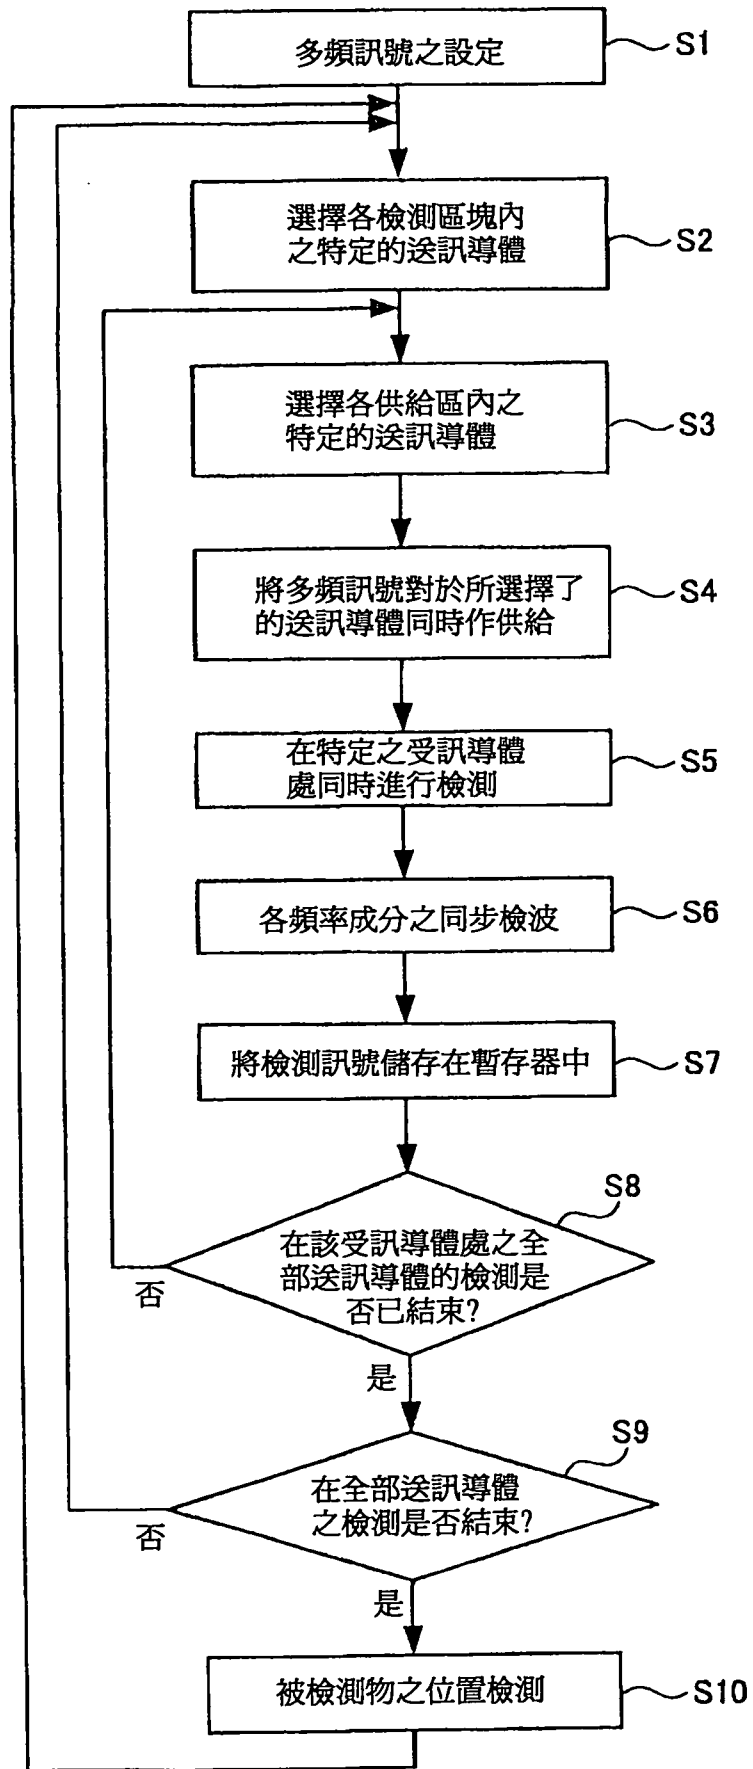 多頻訊號之設定
S1
選擇各檢測區塊內
之特定的送訊導體
S2
選擇各供給區內之
特定的送訊導體
S3
將多頻訊號對於所選擇了
的送訊導體同時作供給
S4
在特定之受訊導體
處同時進行檢測
S5
各頻率成分之同步檢波
S6
將檢測訊號儲存在暫存器中
S7
S8
在該受訊導體處之全
部送訊導體的檢測是
否已結束?
否
是
S9
在全部送訊導體
之檢測是否結束?
否
是
被檢測物之位置檢測
S10